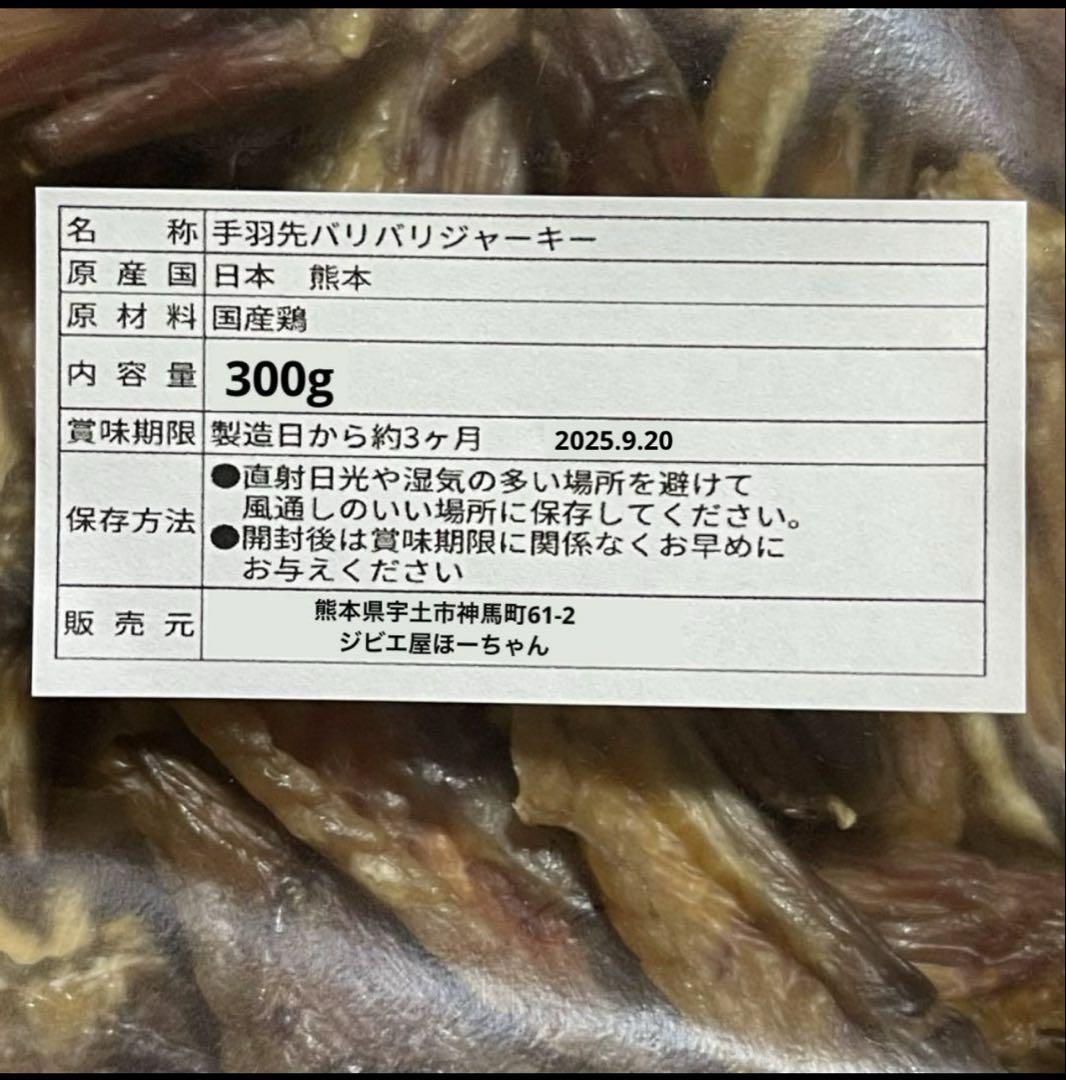 名称 手羽先バリバリジャーキー
原産国 日本 熊本
原材料 国産鶏
内容量 300g
賞味期限 製造日から約3ヶ月 2025.9.20
保存方法 ●直射日光や湿気の多い場所を避けて
風通しのいい場所に保存してください。
●開封後は賞味期限に関係なくお早めに
お与えください
販売元 熊本県宇土市神馬町61-2
ジビエ屋ほーちゃん